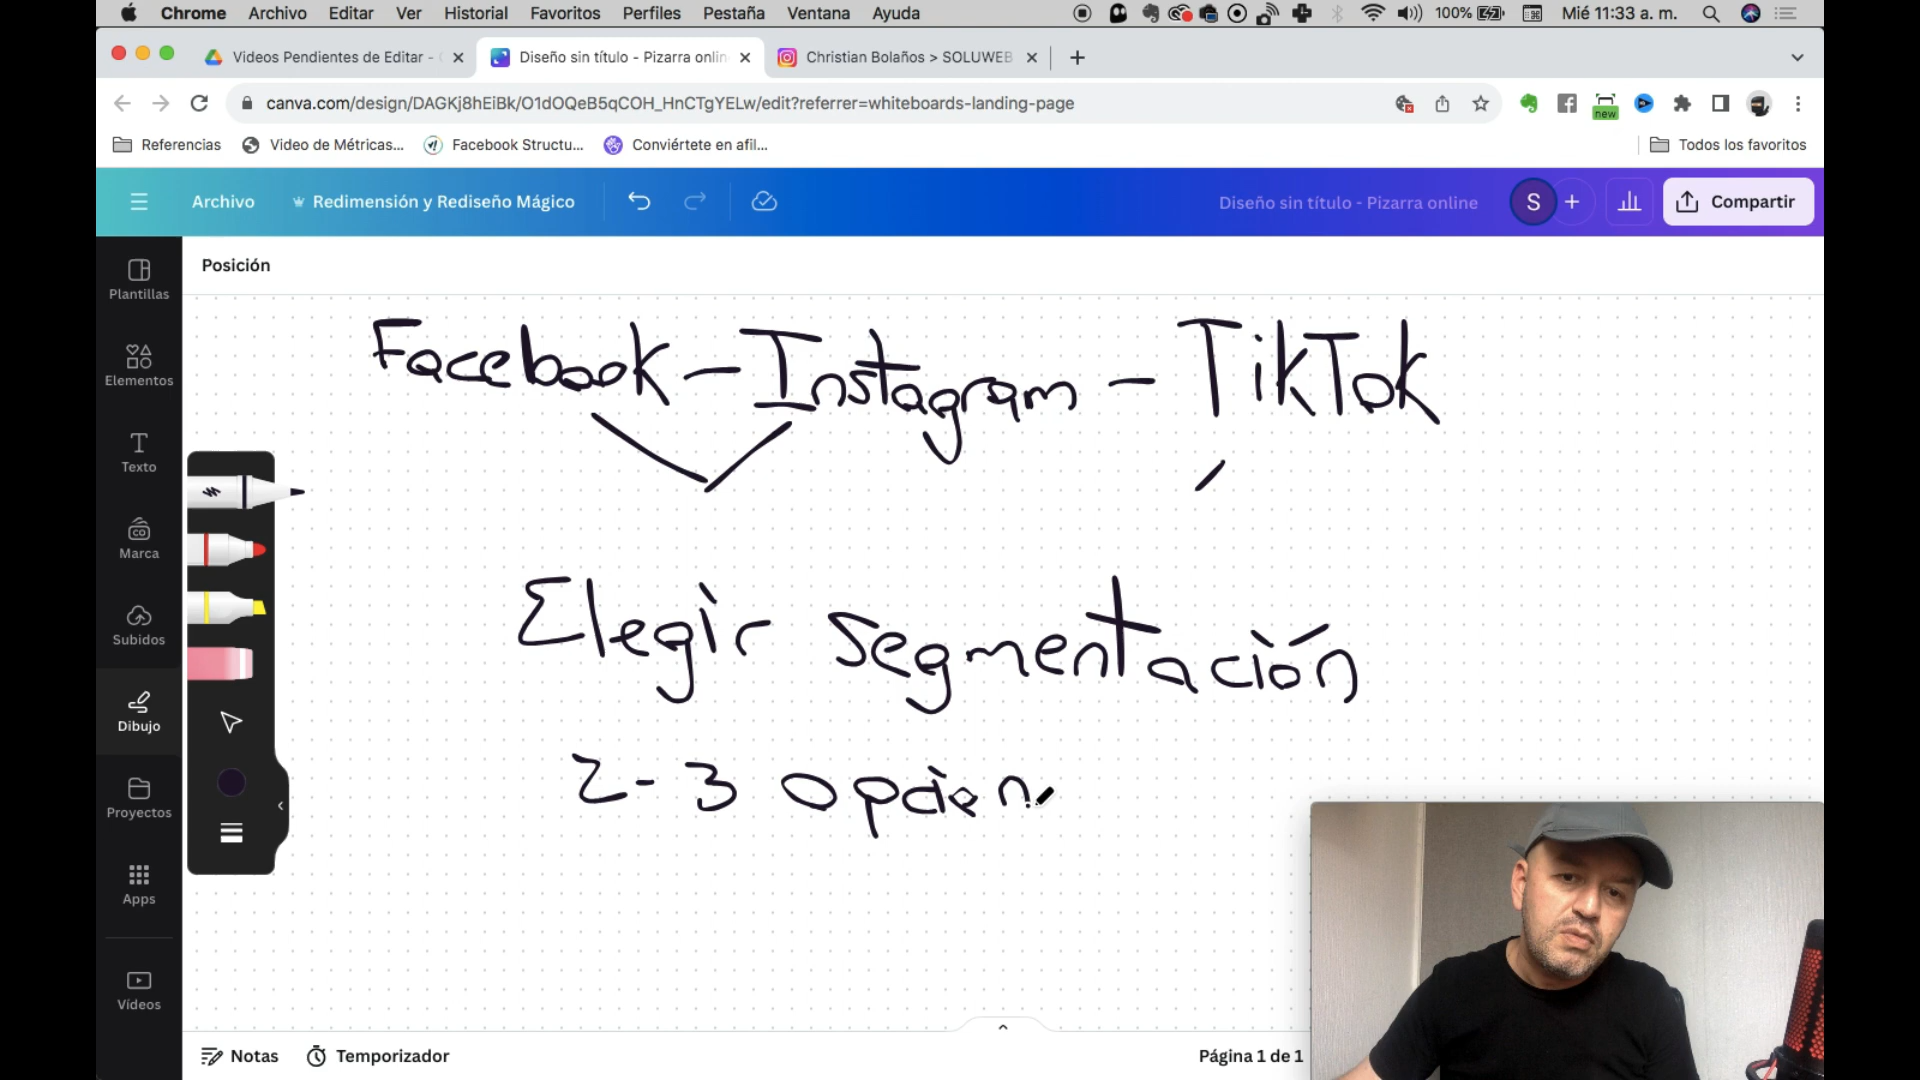 Chrome Archivo Editar Ver Historial Favoritos Perfiles Pestaña Ventana Ayuda 100% Mié 11:33 a. m.
Videos Pendientes de Editar - Diseño sin título - Pizarra onlin Christian Bolaños > SOLUWEB
canva.com/design/DAGKj8hEiBk/O1dOQeB5qCOH_HnCTgYELw/edit?referrer=whiteboards-landing-page new
Referencias Video de Métricas... Facebook Structu... Conviértete en afil... Todos los favoritos
Archivo Redimensión y Rediseño Mágico Diseño sin título - Pizarra online S + Compartir
Posición
Plantillas
Elementos
Texto
Marca
Subidos
Dibujo
Proyectos
Apps
Vídeos
Facebook - Instagram - TikTok
Elegir segmentación
2-3 opcion
Notas Temporizador Página 1 de 1